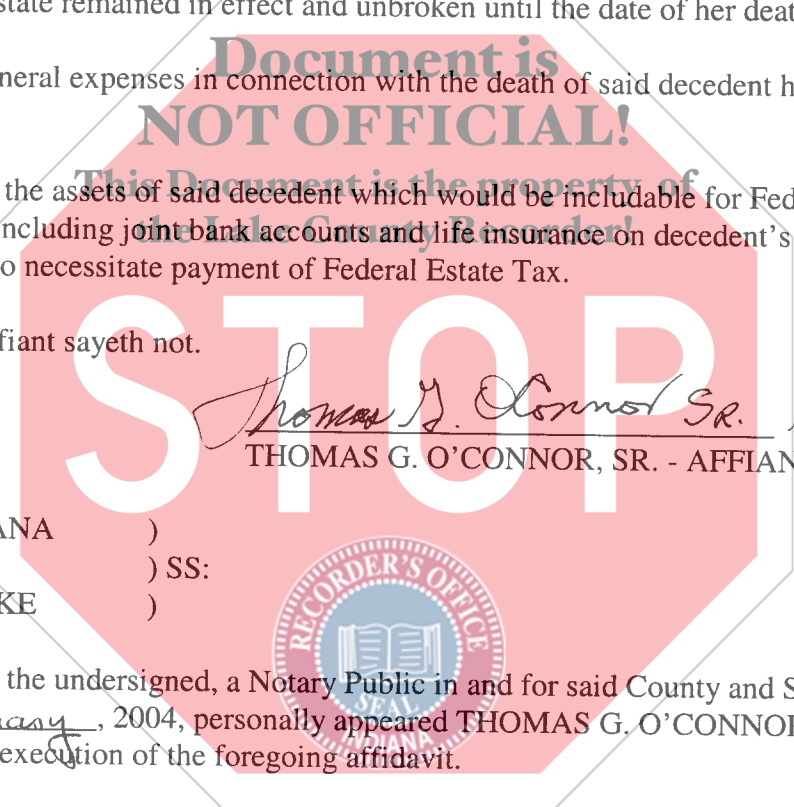 state remained in effect and unbroken until the date of her deat
Document is
neral expenses in connection with the death of said decedent h
NOT OFFICIAL!
This Document is the property of
the assets of said decedent which would be includable for Fed
the Lake County Recorder!
ncluding joint bank accounts and life insurance on decedent's
o necessitate payment of Federal Estate Tax.
fiant sayeth not.
STOP
Thomas G. O'Connor SR.
THOMAS G. O'CONNOR, SR. - AFFIAN
ANA )
) SS:
KE )
RECORDER'S OFFICE
SEAL
INDIANA
the undersigned, a Notary Public in and for said County and S
, 2004, personally appeared THOMAS G. O'CONNOR
execution of the foregoing affidavit.